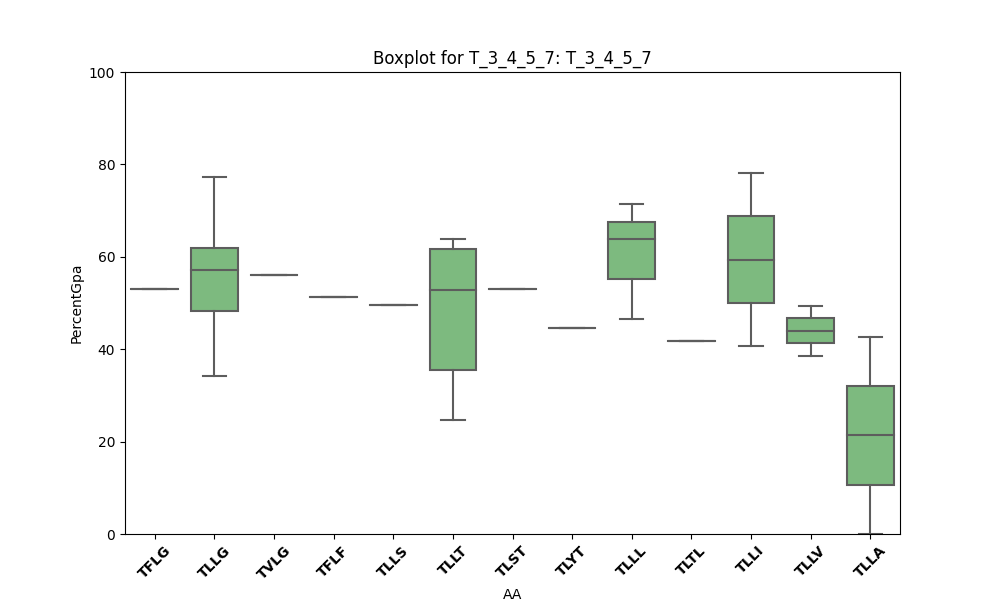 Boxplot for T_3_4_5_7: T_3_4_5_7
100
80
60
40
20
0
PercentGpa
TFLG TLLG TVLG TFLF TLLS TLLT TLST TLYT TLLL TLTL TLLI TLLV TLLA
AA